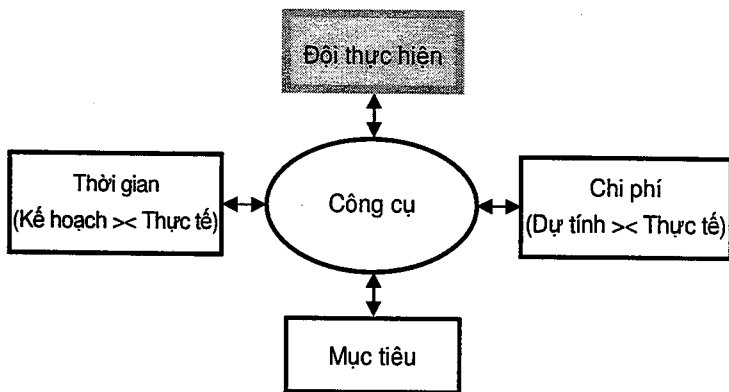 Đội thực hiện
Thời gian
(Kế hoạch >< Thực tế)
Công cụ
Chi phí
(Dự tính >< Thực tế)
Mục tiêu